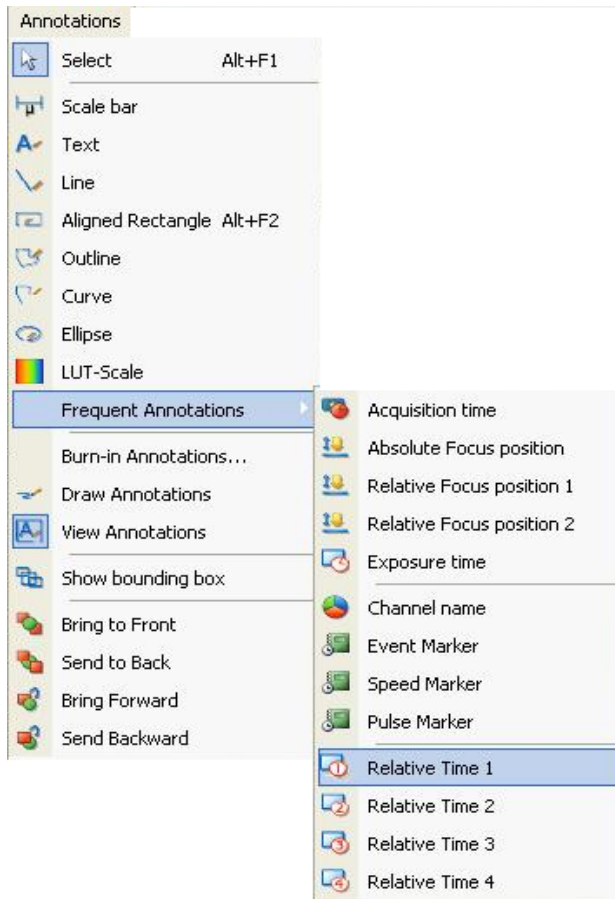 Annotations
Select Alt+F1
Scale bar
Text
Line
Aligned Rectangle Alt+F2
Outline
Curve
Ellipse
LUT-Scale
Frequent Annotations
Burn-in Annotations...
Draw Annotations
View Annotations
Show bounding box
Bring to Front
Send to Back
Bring Forward
Send Backward
Acquisition time
Absolute Focus position
Relative Focus position 1
Relative Focus position 2
Exposure time
Channel name
Event Marker
Speed Marker
Pulse Marker
Relative Time 1
Relative Time 2
Relative Time 3
Relative Time 4